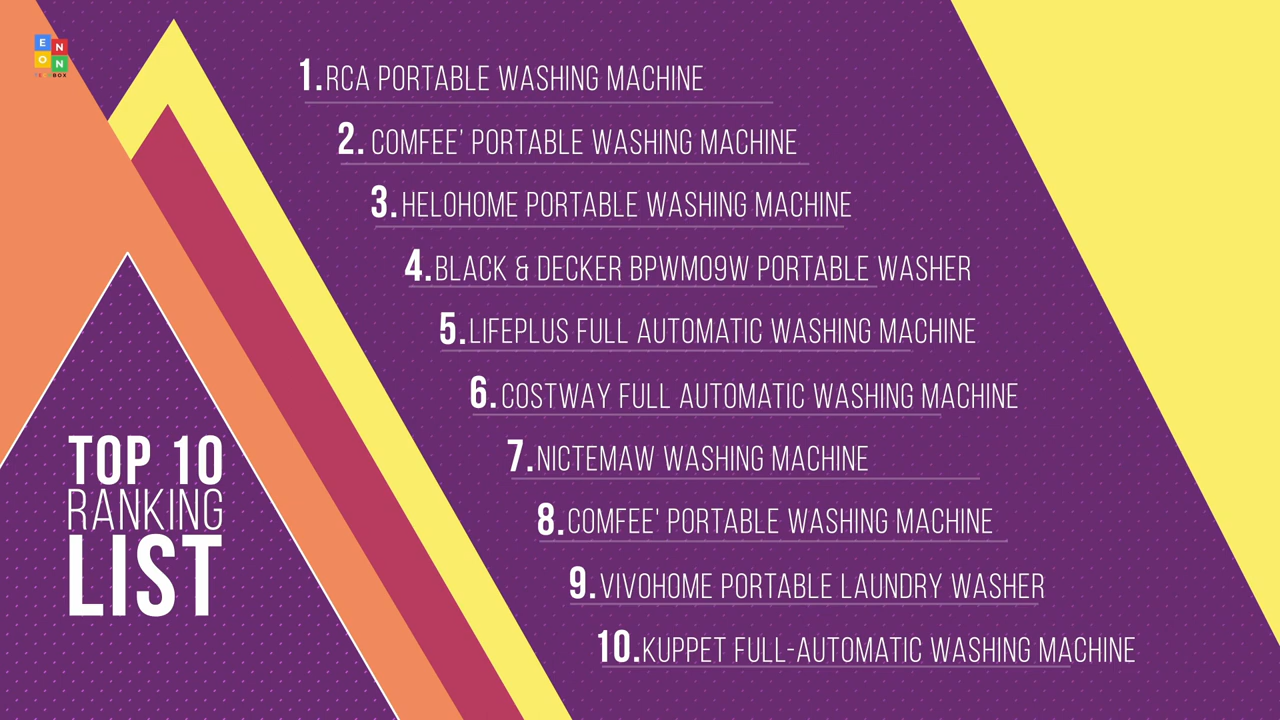 E N
O N
TECHBOX
1. RCA PORTABLE WASHING MACHINE
2. COMFEE' PORTABLE WASHING MACHINE
3. HELOHOME PORTABLE WASHING MACHINE
4. BLACK & DECKER BPWM09W PORTABLE WASHER
5. LIFEPLUS FULL AUTOMATIC WASHING MACHINE
6. COSTWAY FULL AUTOMATIC WASHING MACHINE
7. NICTEMAW WASHING MACHINE
8. COMFEE' PORTABLE WASHING MACHINE
9. VIVOHOME PORTABLE LAUNDRY WASHER
10. KUPPET FULL-AUTOMATIC WASHING MACHINE
TOP 10
RANKING
LIST